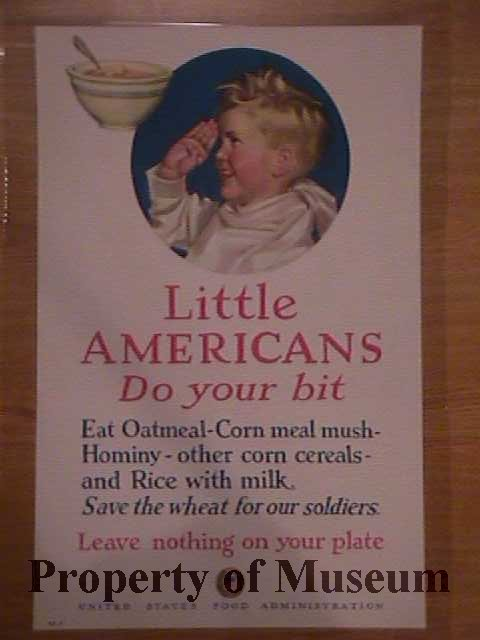 Little
AMERICANS
Do your bit
Eat Oatmeal-Corn meal mush-
Hominy - other corn cereals-
and Rice with milk.
Save the wheat for our soldiers.
Leave nothing on your plate
Property of Museum
UNITED STATES FOOD ADMINISTRATION